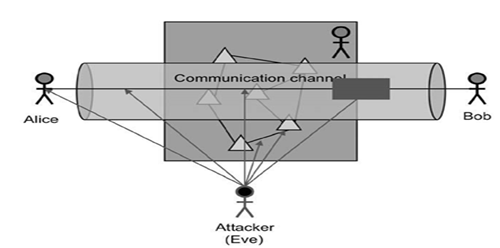 Communication channel
Alice
Bob
Attacker
(Eve)